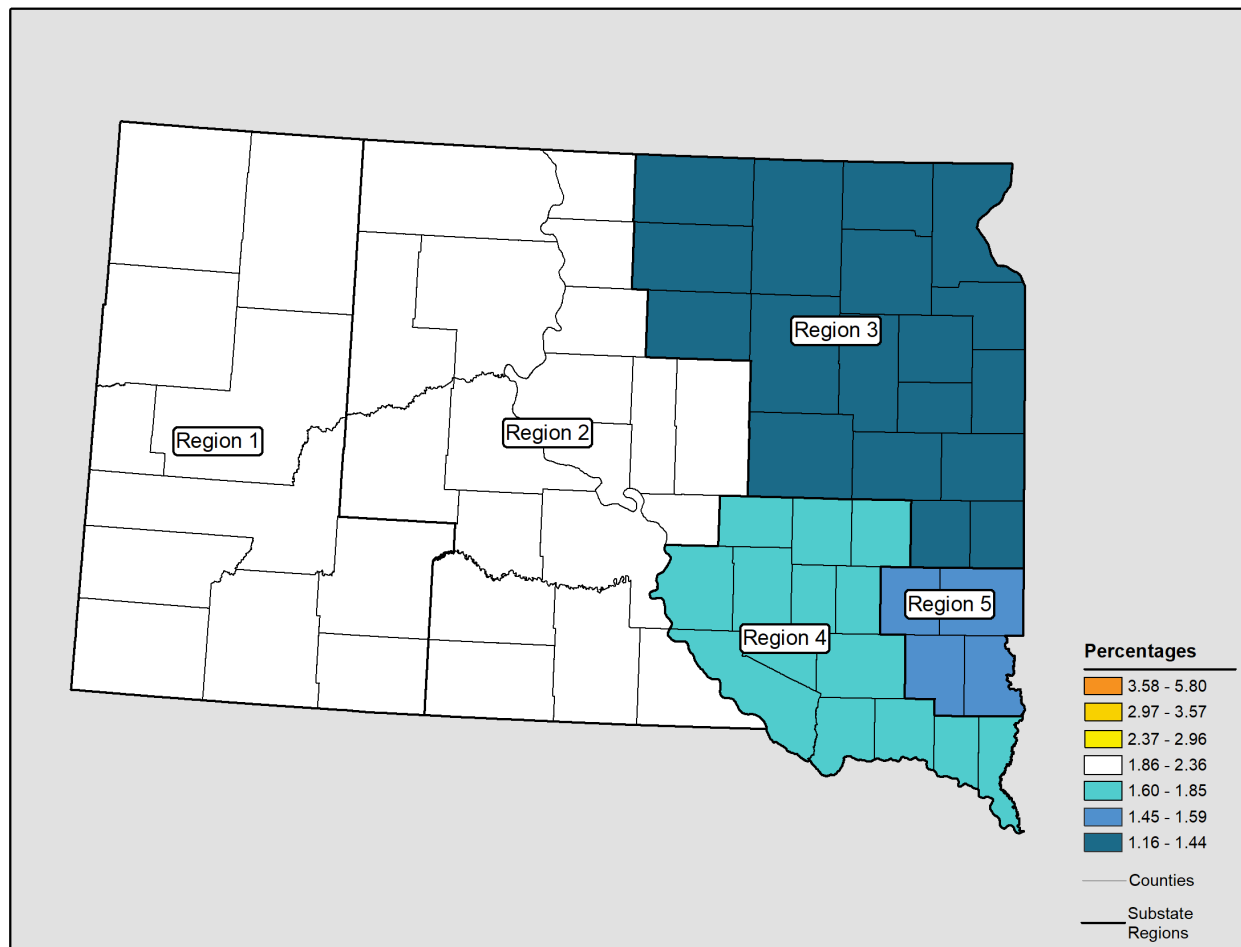 Region 3
Region 2
Region 1
Region 5
Region 4
Percentages
3.58 - 5.80
2.97 - 3.57
2.37 - 2.96
1.86 - 2.36
1.60 - 1.85
1.45 - 1.59
1.16 - 1.44
Counties
Substate
Regions